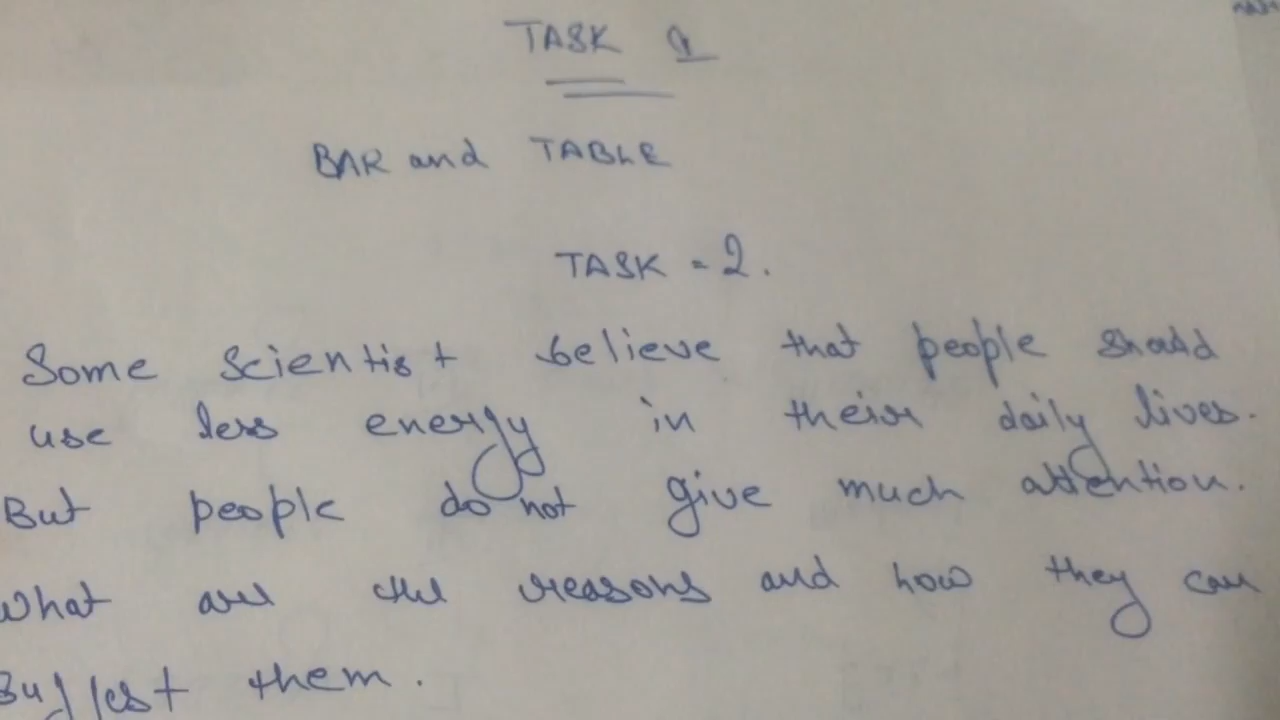 TASK 1
BAR and TABLE
TASK - 2.
Some scientist believe that people should
use less energy in their daily lives.
But people do not give much attention.
What are the reasons and how they can
Suggest them.